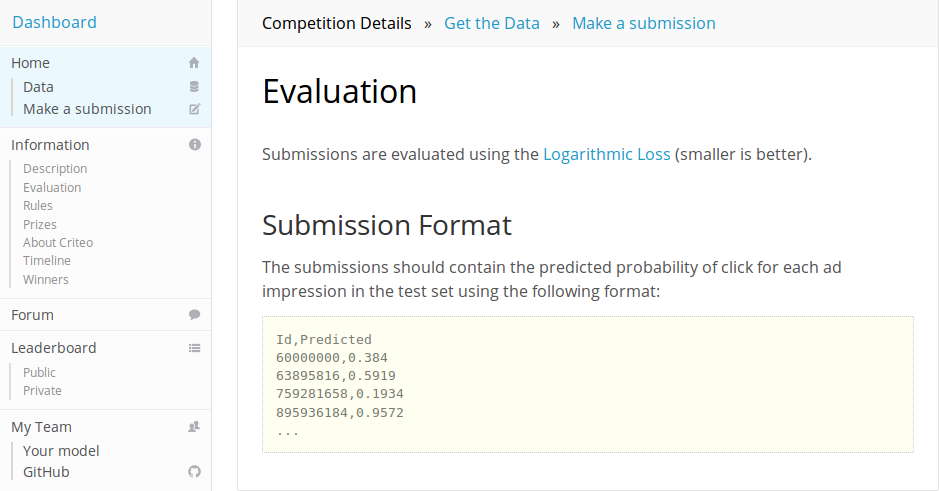 Dashboard
Home
Data
Make a submission
Information
Description
Evaluation
Rules
Prizes
About Criteo
Timeline
Winners
Forum
Leaderboard
Public
Private
My Team
Your model
GitHub
Competition Details » Get the Data » Make a submission
Evaluation
Submissions are evaluated using the Logarithmic Loss (smaller is better).
Submission Format
The submissions should contain the predicted probability of click for each ad
impression in the test set using the following format:
Id,Predicted
60000000,0.384
63895816,0.5919
759281658,0.1934
895936184,0.9572
...